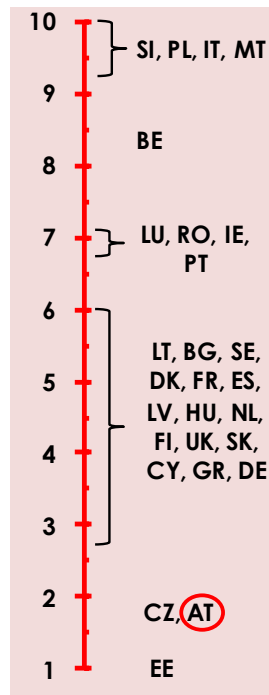 10
SI, PL, IT, MT
9
BE
8
7
LU, RO, IE,
PT
6
LT, BG, SE,
5
DK, FR, ES,
LV, HU, NL,
4
FI, UK, SK,
CY, GR, DE
3
2
CZ, AT
1
EE